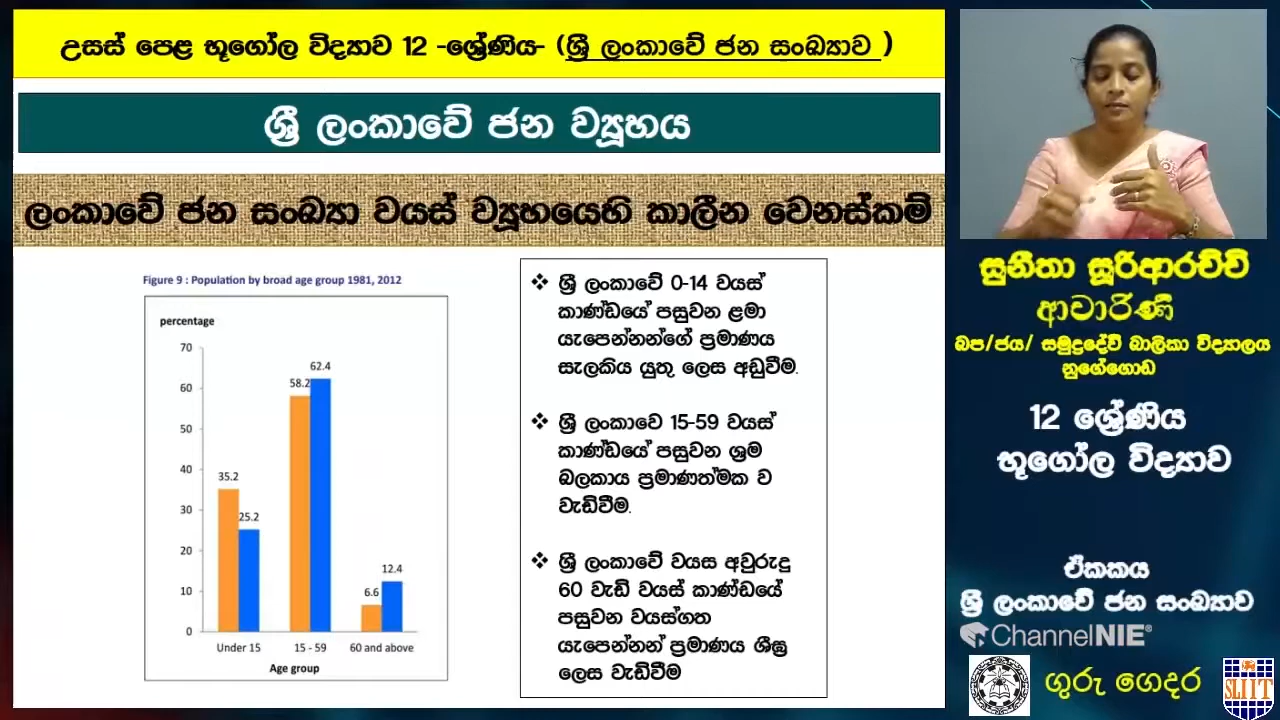 උසස් පෙළ භූගෝල විද්‍යාව 12 -ශ්‍රේණිය- (ශ්‍රී ලංකාවේ ජන සංඛ්‍යාව )
ශ්‍රී ලංකාවේ ජන ව්‍යූහය
ලංකාවේ ජන සංඛ්‍යා වයස් ව්‍යූහයෙහි කාලීන වෙනස්කම්
Figure 9 : Population by broad age group 1981, 2012
percentage
70
60
50
40
30
20
10
0
35.2
25.2
58.2
62.4
6.6
12.4
Under 15
15 - 59
60 and above
Age group
❖ ශ්‍රී ලංකාවේ 0-14 වයස්
කාණ්ඩයේ පසුවන ළමා
යැපෙන්නන්ගේ ප්‍රමාණය
සැලකිය යුතු ලෙස අඩුවීම.
❖ ශ්‍රී ලංකාවෙ 15-59 වයස්
කාණ්ඩයේ පසුවන ශ්‍රම
බලකාය ප්‍රමාණත්මක ව
වැඩිවීම.
❖ ශ්‍රී ලංකාවේ වයස අවුරුදු
60 වැඩි වයස් කාණ්ඩයේ
පසුවන වයස්ගත
යැපෙන්නන් ප්‍රමාණය ශීඝ්‍ර
ලෙස වැඩිවීම
සුනීතා සූරිආරච්චි
ආචාරිණී
බප/ජය/ සමුද්‍රදේවී බාලිකා විද්‍යාලය
නුගේගොඩ
12 ශ්‍රේණිය
භූගෝල විද්‍යාව
ඒකකය
ශ්‍රී ලංකාවේ ජන සංඛ්‍යාව
ChannelNIE®
ගුරු ගෙදර
SLIIT